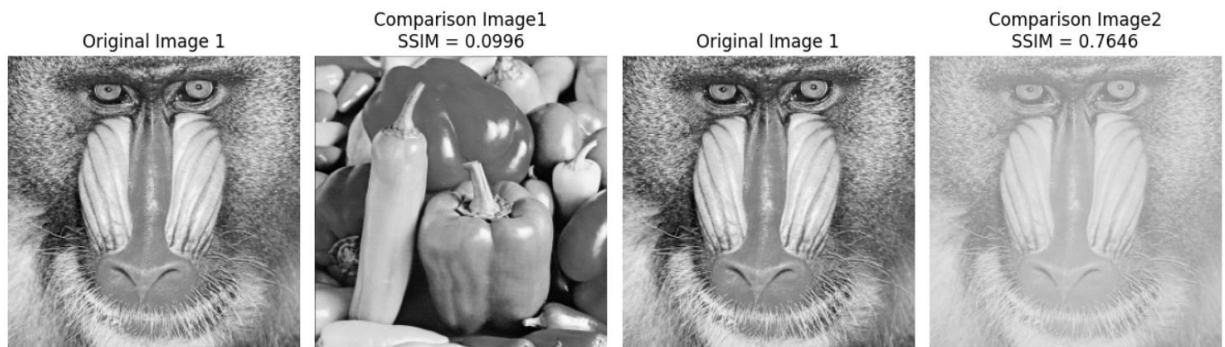 Original Image 1
Comparison Image1
SSIM = 0.0996
Original Image 1
Comparison Image2
SSIM = 0.7646